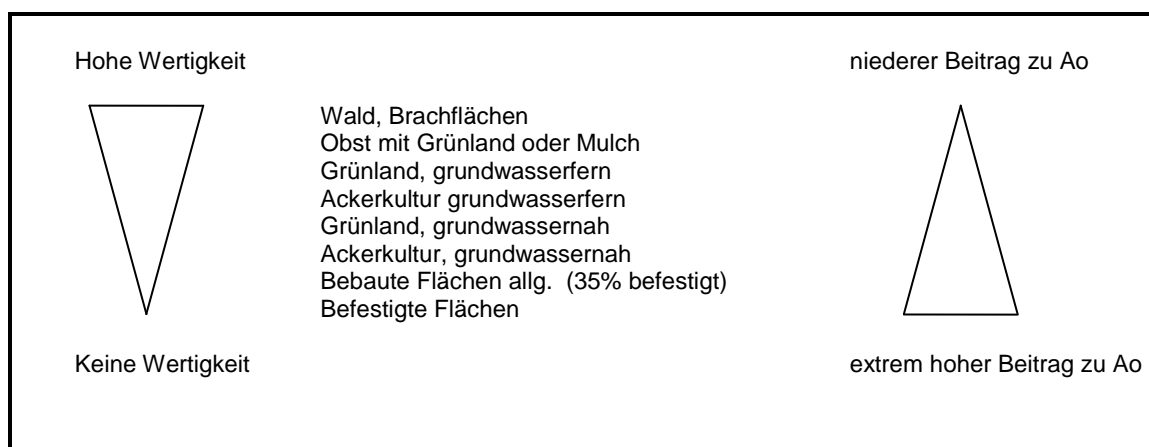 Hohe Wertigkeit
niederer Beitrag zu Ao
Wald, Brachflächen
Obst mit Grünland oder Mulch
Grünland, grundwasserfern
Ackerkultur grundwasserfern
Grünland, grundwassernah
Ackerkultur, grundwassernah
Bebaute Flächen allg. (35% befestigt)
Befestigte Flächen
Keine Wertigkeit
extrem hoher Beitrag zu Ao